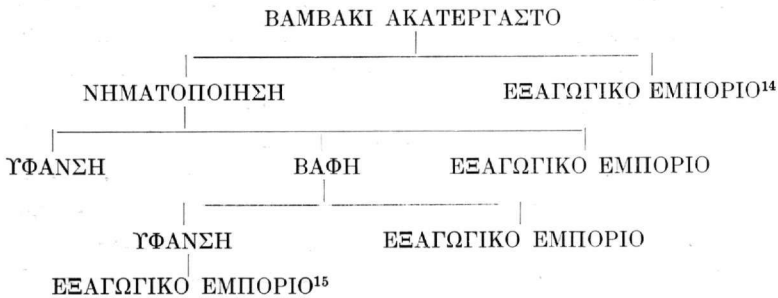 ΒΑΜΒΑΚΙ ΑΚΑΤΕΡΓΑΣΤΟ
ΝΗΜΑΤΟΠΟΙΗΣΗ ΕΞΑΓΩΓΙΚΟ ΕΜΠΟΡΙΟ¹⁴
ΥΦΑΝΣΗ ΒΑΦΗ ΕΞΑΓΩΓΙΚΟ ΕΜΠΟΡΙΟ
ΥΦΑΝΣΗ ΕΞΑΓΩΓΙΚΟ ΕΜΠΟΡΙΟ
ΕΞΑΓΩΓΙΚΟ ΕΜΠΟΡΙΟ¹⁵